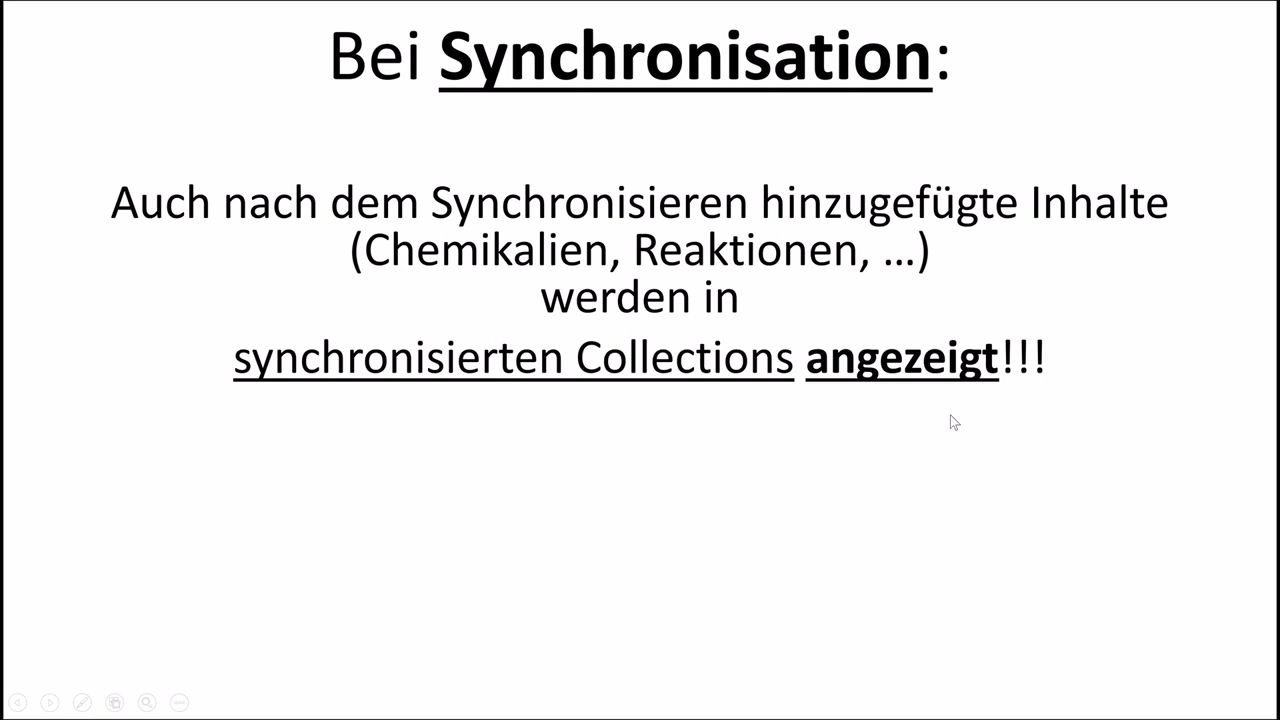 Bei Synchronisation:
Auch nach dem Synchronisieren hinzugefügte Inhalte
(Chemikalien, Reaktionen, ...)
werden in
synchronisierten Collections angezeigt!!!